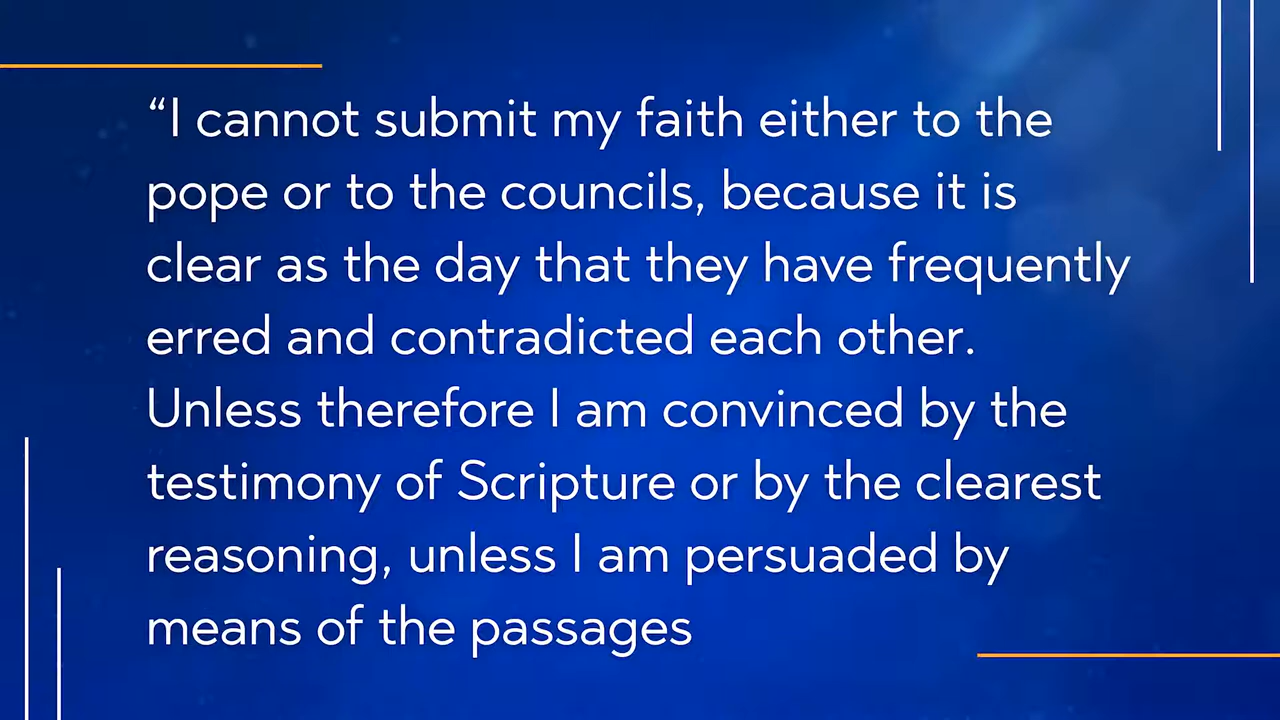 “I cannot submit my faith either to the
pope or to the councils, because it is
clear as the day that they have frequently
erred and contradicted each other.
Unless therefore I am convinced by the
testimony of Scripture or by the clearest
reasoning, unless I am persuaded by
means of the passages